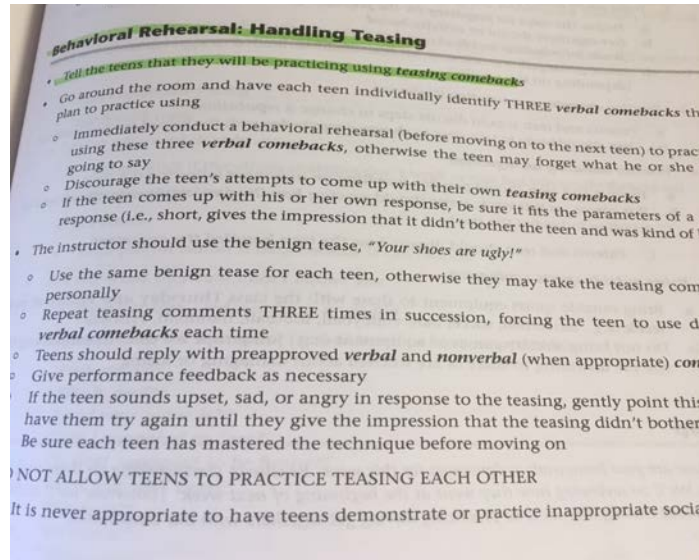 Behavioral Rehearsal: Handling Teasing
• Tell the teens that they will be practicing using teasing comebacks
• Go around the room and have each teen individually identify THREE verbal comebacks th
plan to practice using
◦ Immediately conduct a behavioral rehearsal (before moving on to the next teen) to prac
using these three verbal comebacks, otherwise the teen may forget what he or she
going to say
◦ Discourage the teen's attempts to come up with their own teasing comebacks
◦ If the teen comes up with his or her own response, be sure it fits the parameters of a
response (i.e., short, gives the impression that it didn't bother the teen and was kind of
• The instructor should use the benign tease, "Your shoes are ugly!"
◦ Use the same benign tease for each teen, otherwise they may take the teasing com
personally
◦ Repeat teasing comments THREE times in succession, forcing the teen to use d
verbal comebacks each time
◦ Teens should reply with preapproved verbal and nonverbal (when appropriate) con
◦ Give performance feedback as necessary
If the teen sounds upset, sad, or angry in response to the teasing, gently point this
have them try again until they give the impression that the teasing didn't bother
Be sure each teen has mastered the technique before moving on
NOT ALLOW TEENS TO PRACTICE TEASING EACH OTHER
It is never appropriate to have teens demonstrate or practice inappropriate socia